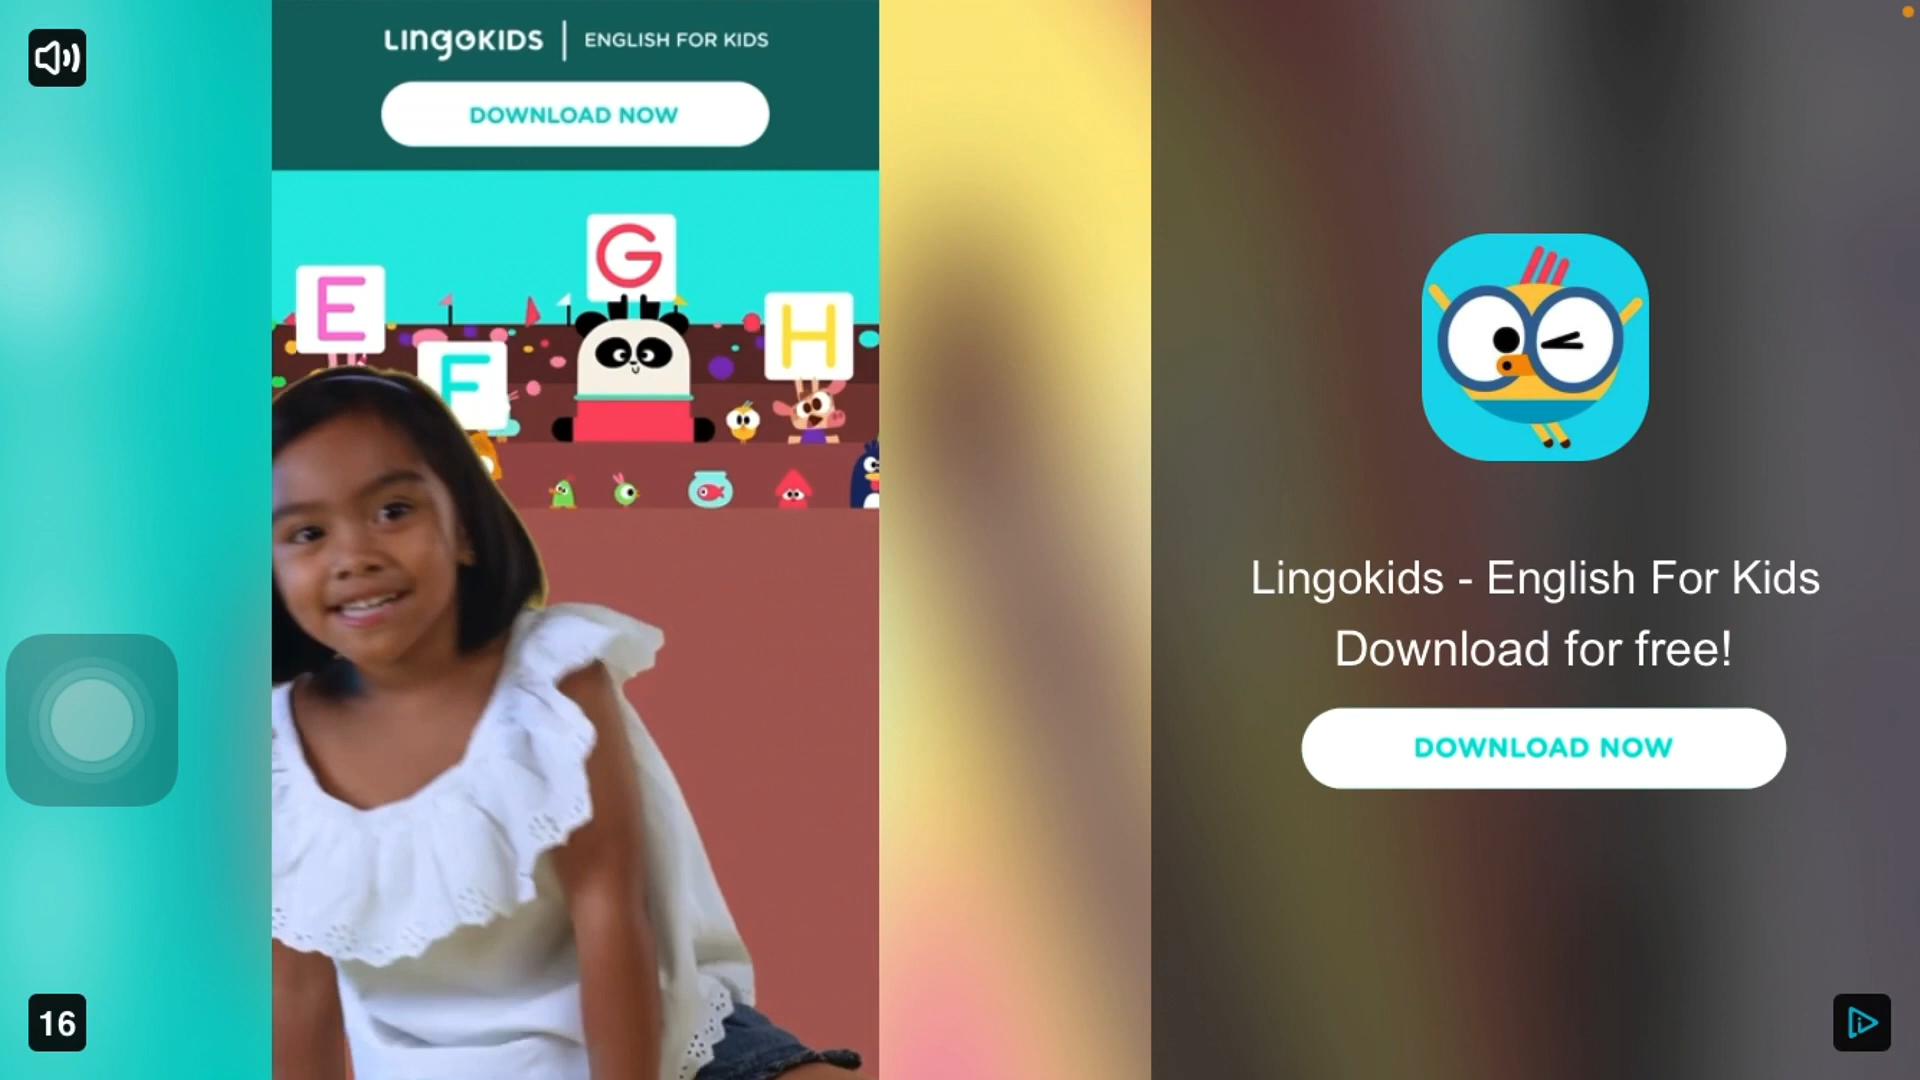 LINGOKIDS | ENGLISH FOR KIDS
DOWNLOAD NOW
E
F
G
H
Lingokids - English For Kids
Download for free!
DOWNLOAD NOW
16